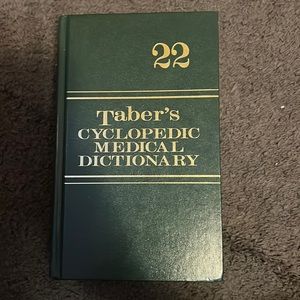 22
Taber's
CYCLOPEDIC
MEDICAL
DICTIONARY